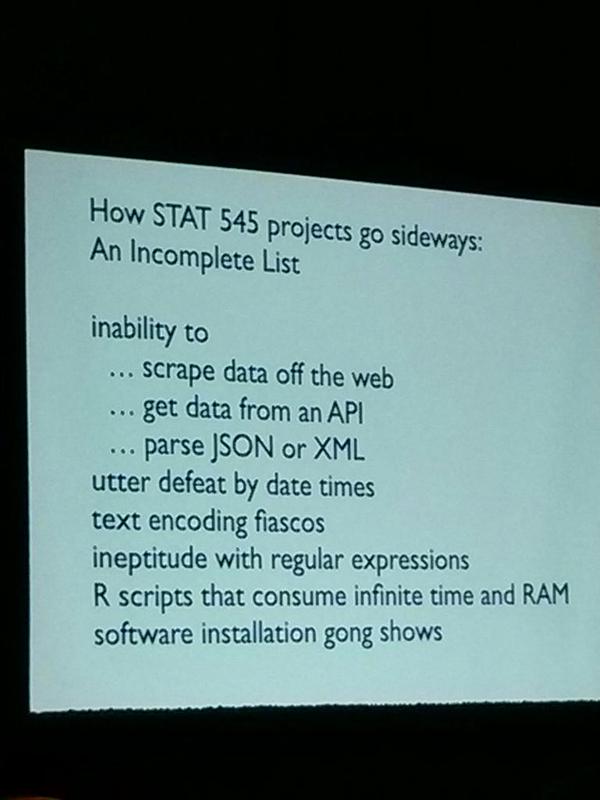 How STAT 545 projects go sideways:
An Incomplete List
inability to
... scrape data off the web
... get data from an API
... parse JSON or XML
utter defeat by date times
text encoding fiascos
ineptitude with regular expressions
R scripts that consume infinite time and RAM
software installation gong shows